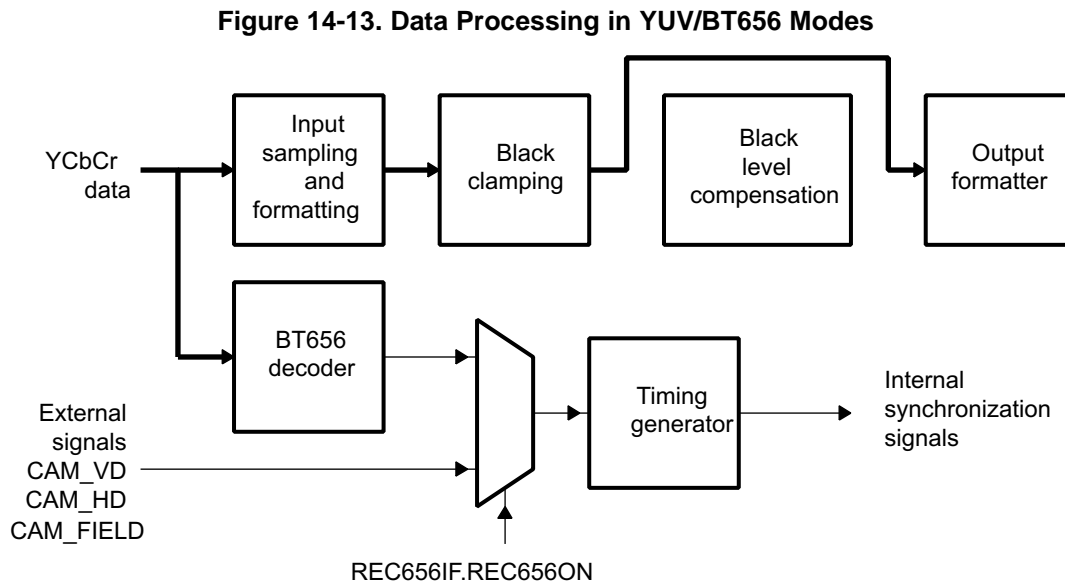 Figure 14-13. Data Processing in YUV/BT656 Modes
YCbCr
data
Input
sampling
and
formatting
Black
clamping
Black
level
compensation
Output
formatter
BT656
decoder
External
signals
CAM_VD
CAM_HD
CAM_FIELD
Timing
generator
Internal
synchronization
signals
REC656IF.REC656ON